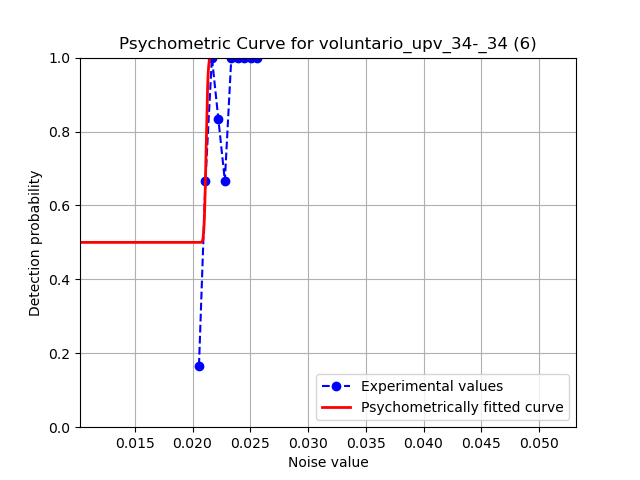 Psychometric Curve for voluntario_upv_34-_34 (6)
Detection probability
1.0
0.8
0.6
0.4
0.2
0.0
Experimental values
Psychometrically fitted curve
0.015 0.020 0.025 0.030 0.035 0.040 0.045 0.050
Noise value